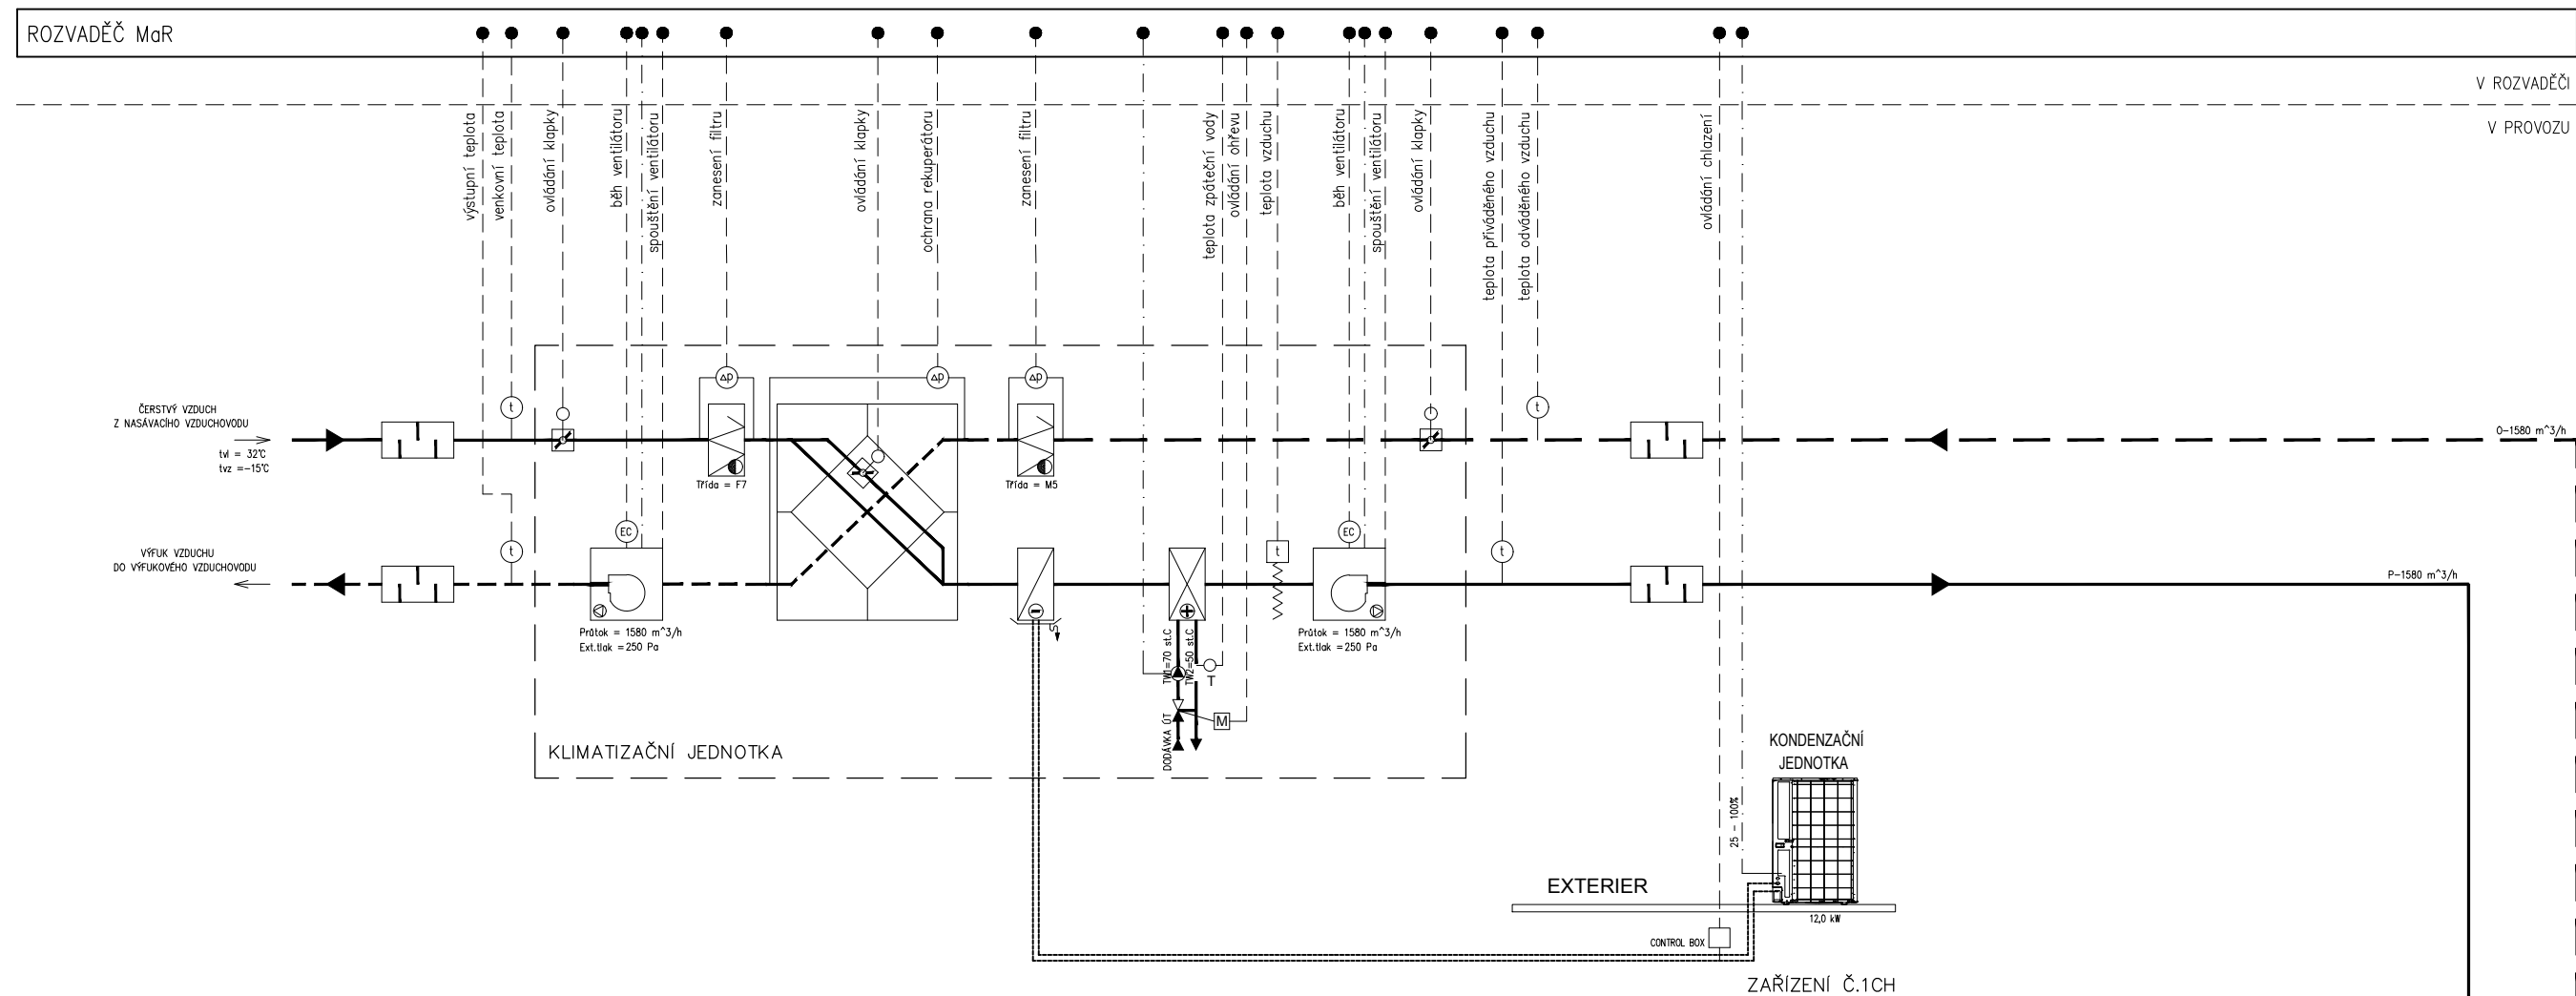 ROZVADĚČ MaR
V ROZVADĚČI
V PROVOZU
výstupní teplota
venkovní teplota
ovládání klapky
běh ventilátoru
spouštění ventilátoru
zanesení filtru
ovládání klapky
ochrana rekuperátoru
zanesení filtru
teplota zpáteční vody
ovládání ohřevu
teplota vzduchu
běh ventilátoru
spouštění ventilátoru
ovládání klapky
teplota přiváděného vzduchu
teplota odváděného vzduchu
ovládání chlazení
Δp
Δp
Δp
t
t
ČERSTVÝ VZDUCH
Z NASÁVACÍHO VZDUCHOVODU
tvl = 32°C
tvz =-15°C
O-1580 m^3/h
Třída = F7
Třída = M5
EC
EC
t
t
t
VÝFUK VZDUCHU
DO VÝFUKOVÉHO VZDUCHOVODU
P-1580 m^3/h
Průtok = 1580 m^3/h
Ext.tlak =250 Pa
TW1=70 st.C
TW2=50 st.C
T
M
DODÁVKA ÚT
Průtok = 1580 m^3/h
Ext.tlak =250 Pa
KLIMATIZAČNÍ JEDNOTKA
KONDENZAČNÍ
JEDNOTKA
25 - 100%
EXTERIER
12,0 kW
CONTROL BOX
ZAŘÍZENÍ Č.1CH